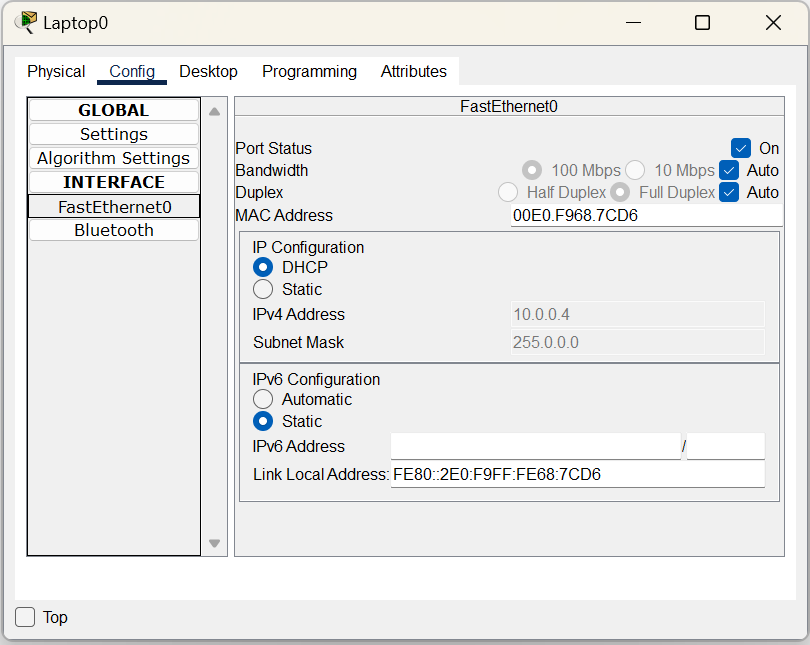 Laptop0
Physical Config Desktop Programming Attributes
GLOBAL
Settings
Algorithm Settings
INTERFACE
FastEthernet0
Bluetooth
FastEthernet0
Port Status On
Bandwidth 100 Mbps 10 Mbps Auto
Duplex Half Duplex Full Duplex Auto
MAC Address 00E0.F968.7CD6
IP Configuration
DHCP
Static
IPv4 Address 10.0.0.4
Subnet Mask 255.0.0.0
IPv6 Configuration
Automatic
Static
IPv6 Address /
Link Local Address: FE80::2E0:F9FF:FE68:7CD6
Top